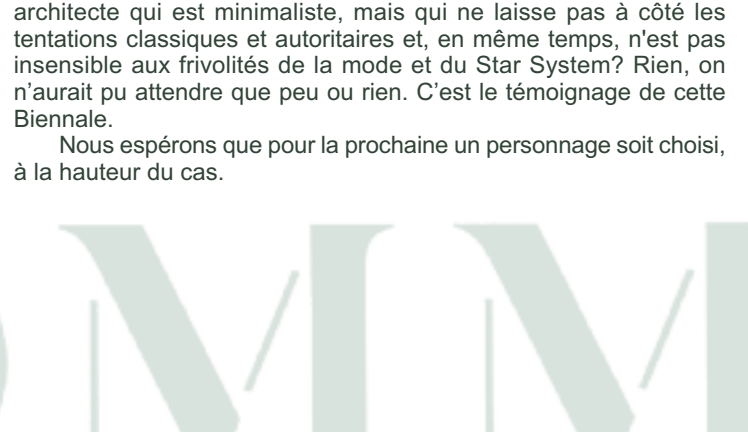 architecte qui est minimaliste, mais qui ne laisse pas à côté les
tentations classiques et autoritaires et, en même temps, n'est pas
insensible aux frivolités de la mode et du Star System? Rien, on
n’aurait pu attendre que peu ou rien. C’est le témoignage de cette
Biennale.
Nous espérons que pour la prochaine un personnage soit choisi,
à la hauteur du cas.
OMM